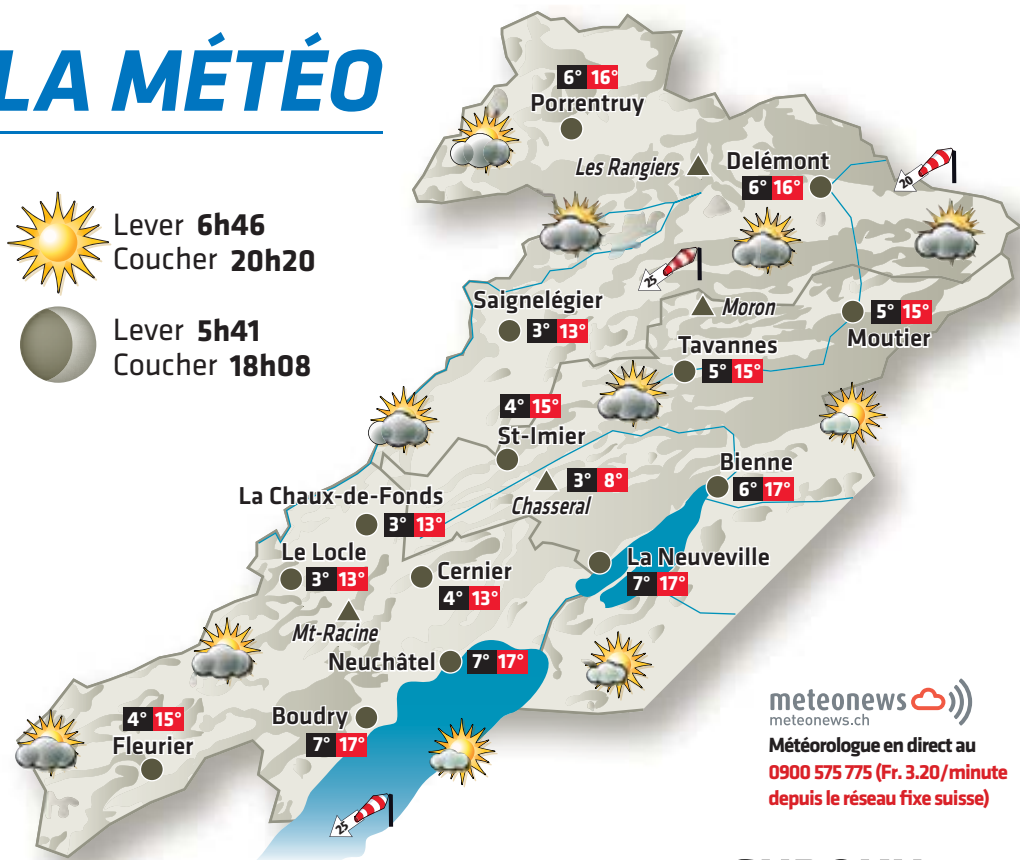 LA MÉTÉO
Lever 6h46
Coucher 20h20
Lever 5h41
Coucher 18h08
6° 16°
Porrentruy
Les Rangiers
Delémont
6° 16°
20
25
Saignelégier
3° 13°
Moron
5° 15°
Moutier
Tavannes
5° 15°
4° 15°
St-Imier
3° 8°
Chasseral
Bienne
6° 17°
La Chaux-de-Fonds
3° 13°
Le Locle
3° 13°
Cernier
4° 13°
La Neuveville
7° 17°
Mt-Racine
Neuchâtel 7° 17°
Boudry
7° 17°
4° 15°
Fleurier
25
meteonews
meteonews.ch
Météorologue en direct au
0900 575 775 (Fr. 3.20/minute
depuis le réseau fixe suisse)